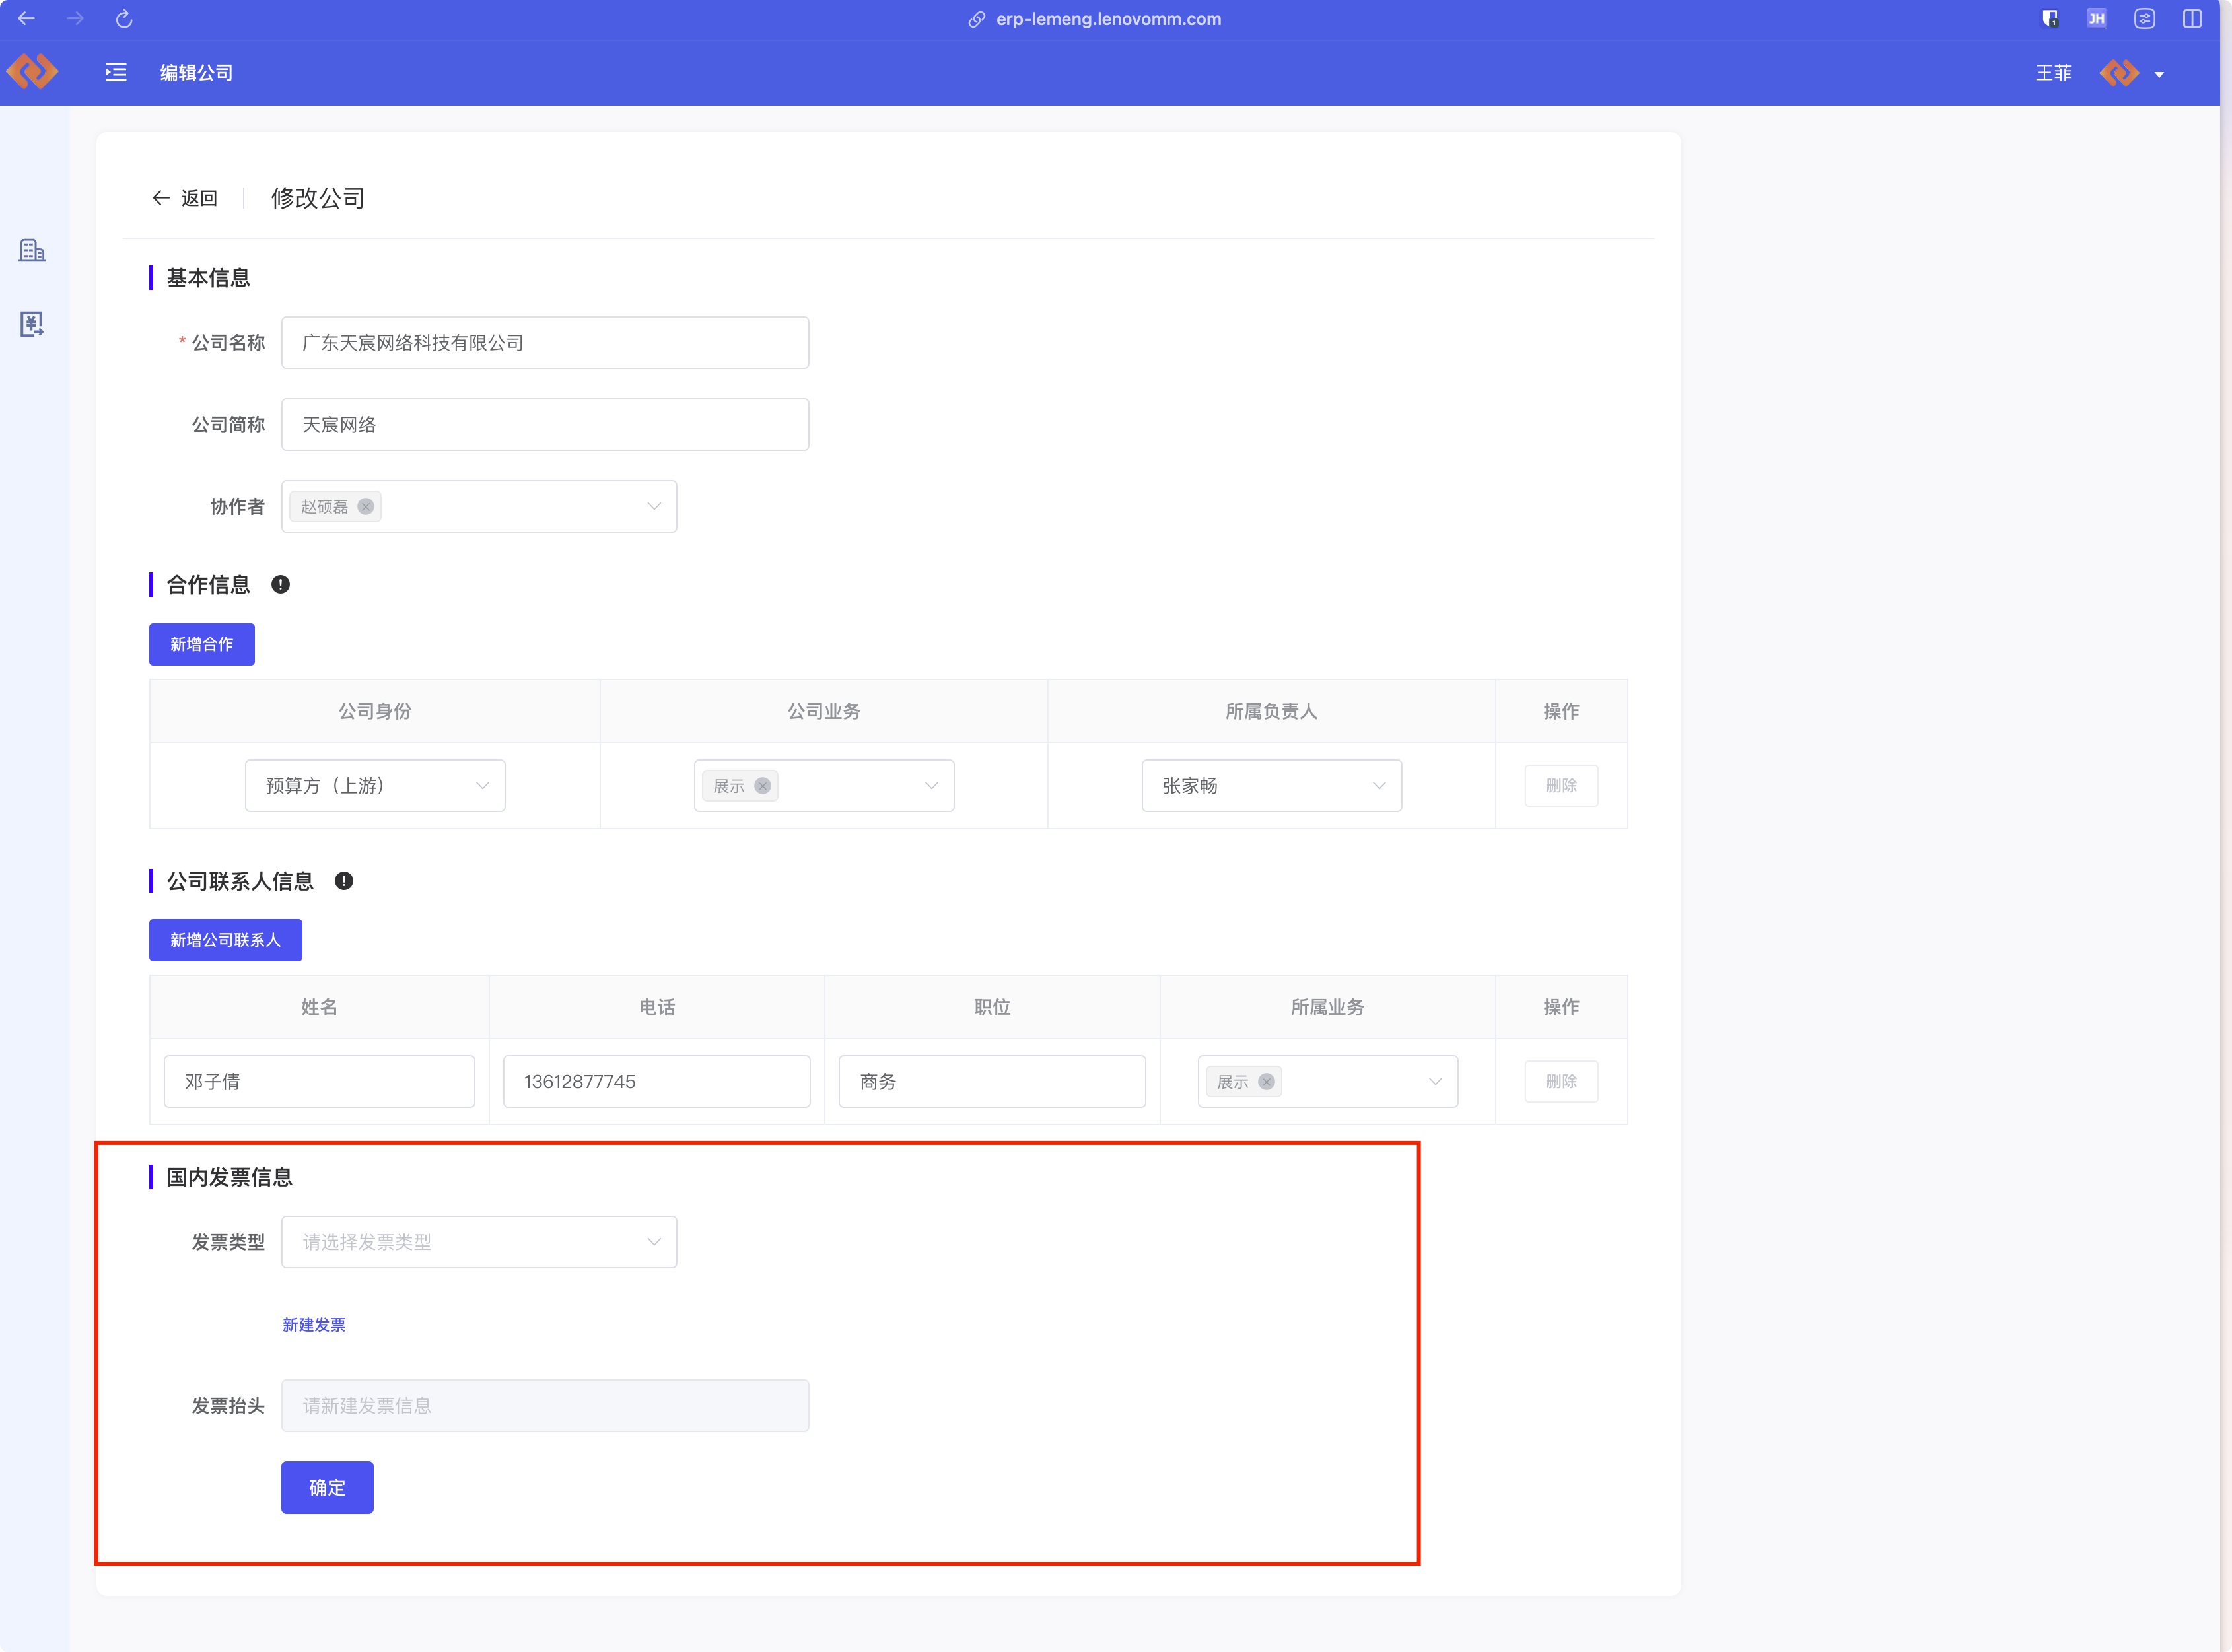 erp-lemeng.lenovomm.com
1
JH
编辑公司
王菲
返回
修改公司
基本信息
* 公司名称 广东天宸网络科技有限公司
公司简称 天宸网络
协作者 赵硕磊
合作信息
新增合作
公司身份 公司业务 所属负责人 操作
预算方（上游） 展示 张家畅 删除
公司联系人信息
新增公司联系人
姓名 电话 职位 所属业务 操作
邓子倩 13612877745 商务 展示 删除
国内发票信息
发票类型 请选择发票类型
新建发票
发票抬头 请新建发票信息
确定